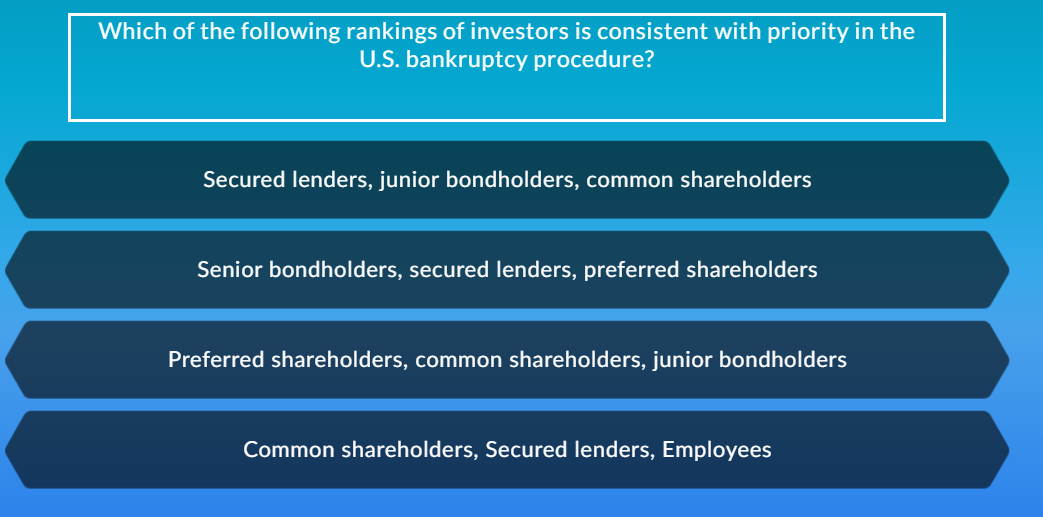 Which of the following rankings of investors is consistent with priority in the
U.S. bankruptcy procedure?
Secured lenders, junior bondholders, common shareholders
Senior bondholders, secured lenders, preferred shareholders
Preferred shareholders, common shareholders, junior bondholders
Common shareholders, Secured lenders, Employees